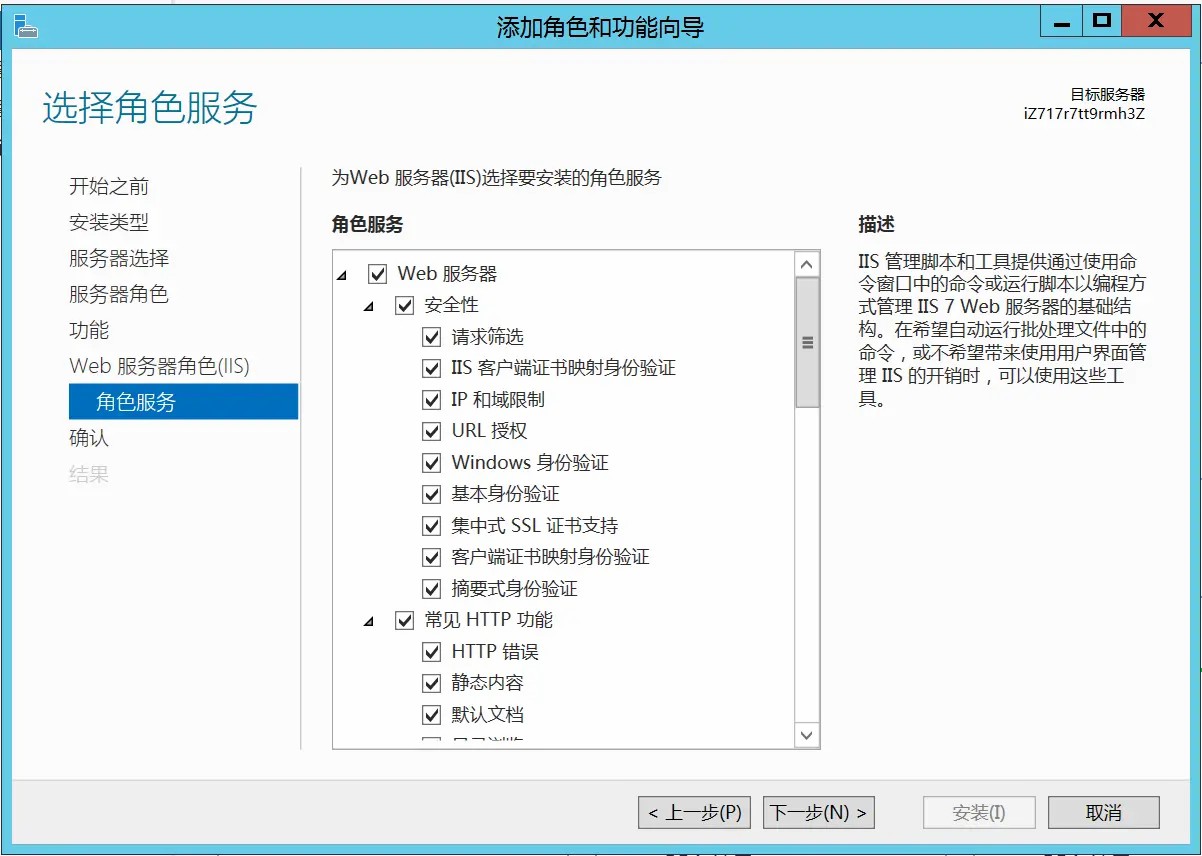 添加角色和功能向导
选择角色服务
目标服务器
iZ717r7tt9rmh3Z
开始之前
安装类型
服务器选择
服务器角色
功能
Web 服务器角色(IIS)
角色服务
确认
结果
为Web 服务器(IIS)选择要安装的角色服务
角色服务
Web 服务器
安全性
请求筛选
IIS 客户端证书映射身份验证
IP 和域限制
URL 授权
Windows 身份验证
基本身份验证
集中式 SSL 证书支持
客户端证书映射身份验证
摘要式身份验证
常见 HTTP 功能
HTTP 错误
静态内容
默认文档
描述
IIS 管理脚本和工具提供通过使用命
令窗口中的命令或运行脚本以编程方
式管理 IIS 7 Web 服务器的基础结
构。在希望自动运行批处理文件中的
命令，或不希望带来使用用户界面管
理 IIS 的开销时，可以使用这些工
具。
< 上一步(P)
下一步(N) >
安装(I)
取消